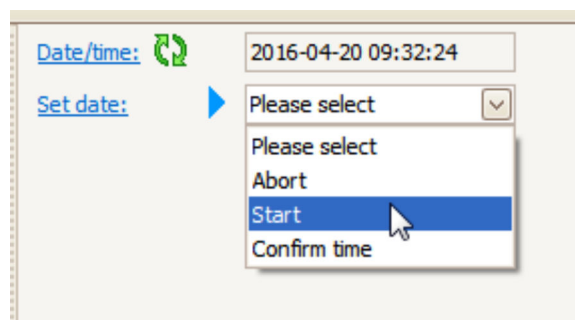 Date/time: 2016-04-20 09:32:24
Set date: Please select
Please select
Abort
Start
Confirm time